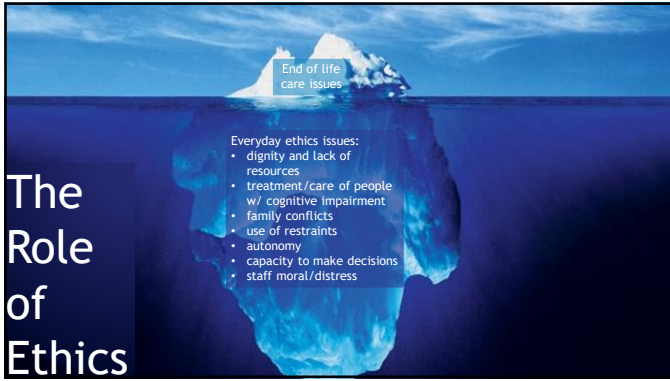 End of life
care issues
Everyday ethics issues:
• dignity and lack of
resources
• treatment/care of people
w/ cognitive impairment
• family conflicts
• use of restraints
• autonomy
• capacity to make decisions
• staff moral/distress
The
Role
of
Ethics